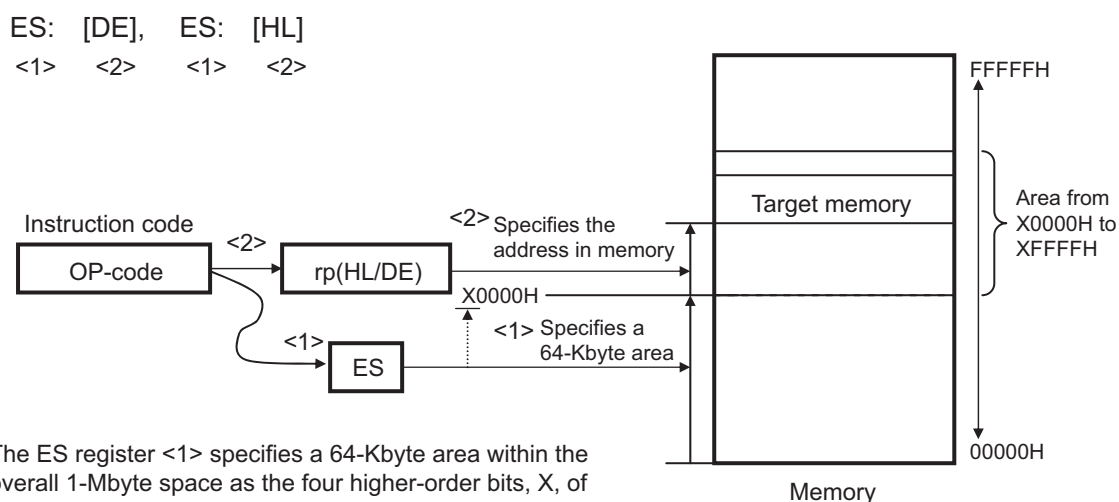 ES: [DE], ES: [HL]
<1> <2> <1> <2>
FFFFFH
Target memory
Area from
X0000H to
XFFFFH
Instruction code
OP-code
<2>
rp(HL/DE)
<2> Specifies the
address in memory
X0000H
<1>
ES
<1> Specifies a
64-Kbyte area
00000H
Memory
The ES register <1> specifies a 64-Kbyte area within the
overall 1-Mbyte space as the four higher-order bits, X, of